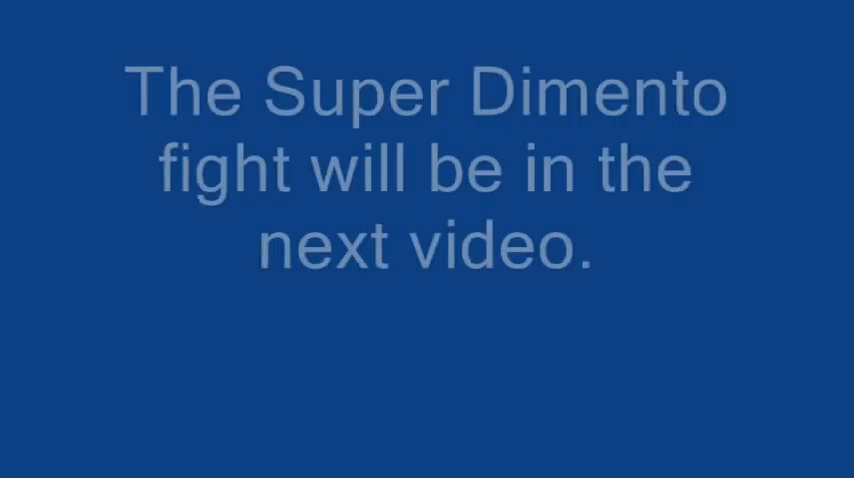 The Super Dimento
fight will be in the
next video.